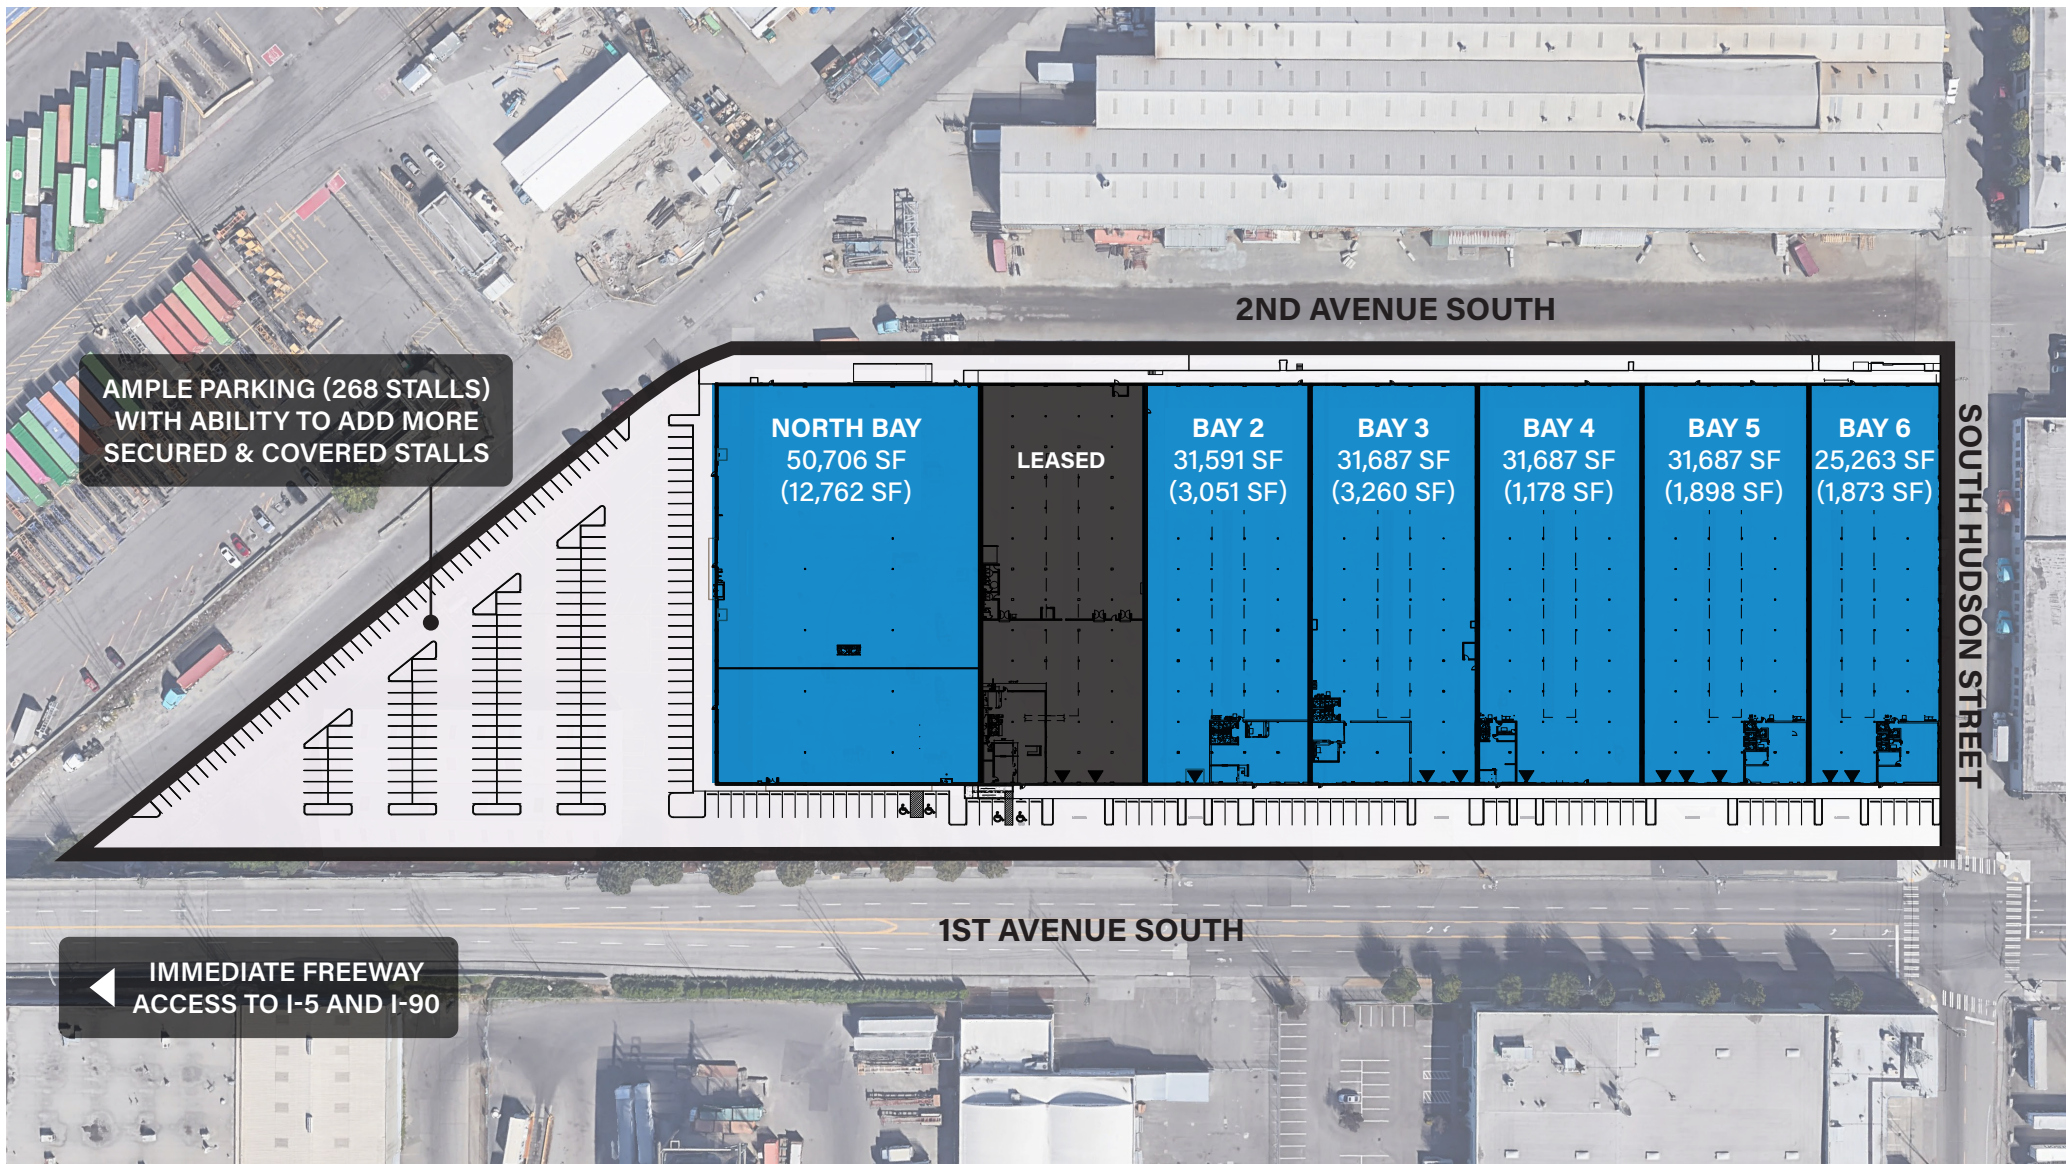 2ND AVENUE SOUTH
AMPLE PARKING (268 STALLS)
WITH ABILITY TO ADD MORE
SECURED & COVERED STALLS
NORTH BAY
50,706 SF
(12,762 SF)
LEASED
BAY 2
31,591 SF
(3,051 SF)
BAY 3
31,687 SF
(3,260 SF)
BAY 4
31,687 SF
(1,178 SF)
BAY 5
31,687 SF
(1,898 SF)
BAY 6
25,263 SF
(1,873 SF)
SOUTH HUDSON STREET
1ST AVENUE SOUTH
IMMEDIATE FREEWAY
ACCESS TO I-5 AND I-90